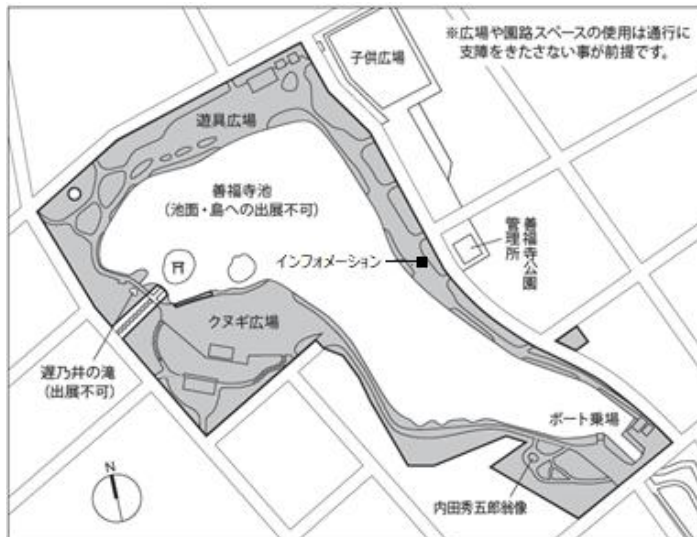 ※広場や園路スペースの使用は通行に
支障をきたさない事が前提です。
子供広場
遊具広場
善福寺池
(池面・島への出展不可)
インフォメーション
善福寺公園
管理所
クヌギ広場
遅乃井の滝
(出展不可)
ボート乗場
内田秀五郎翁像
N